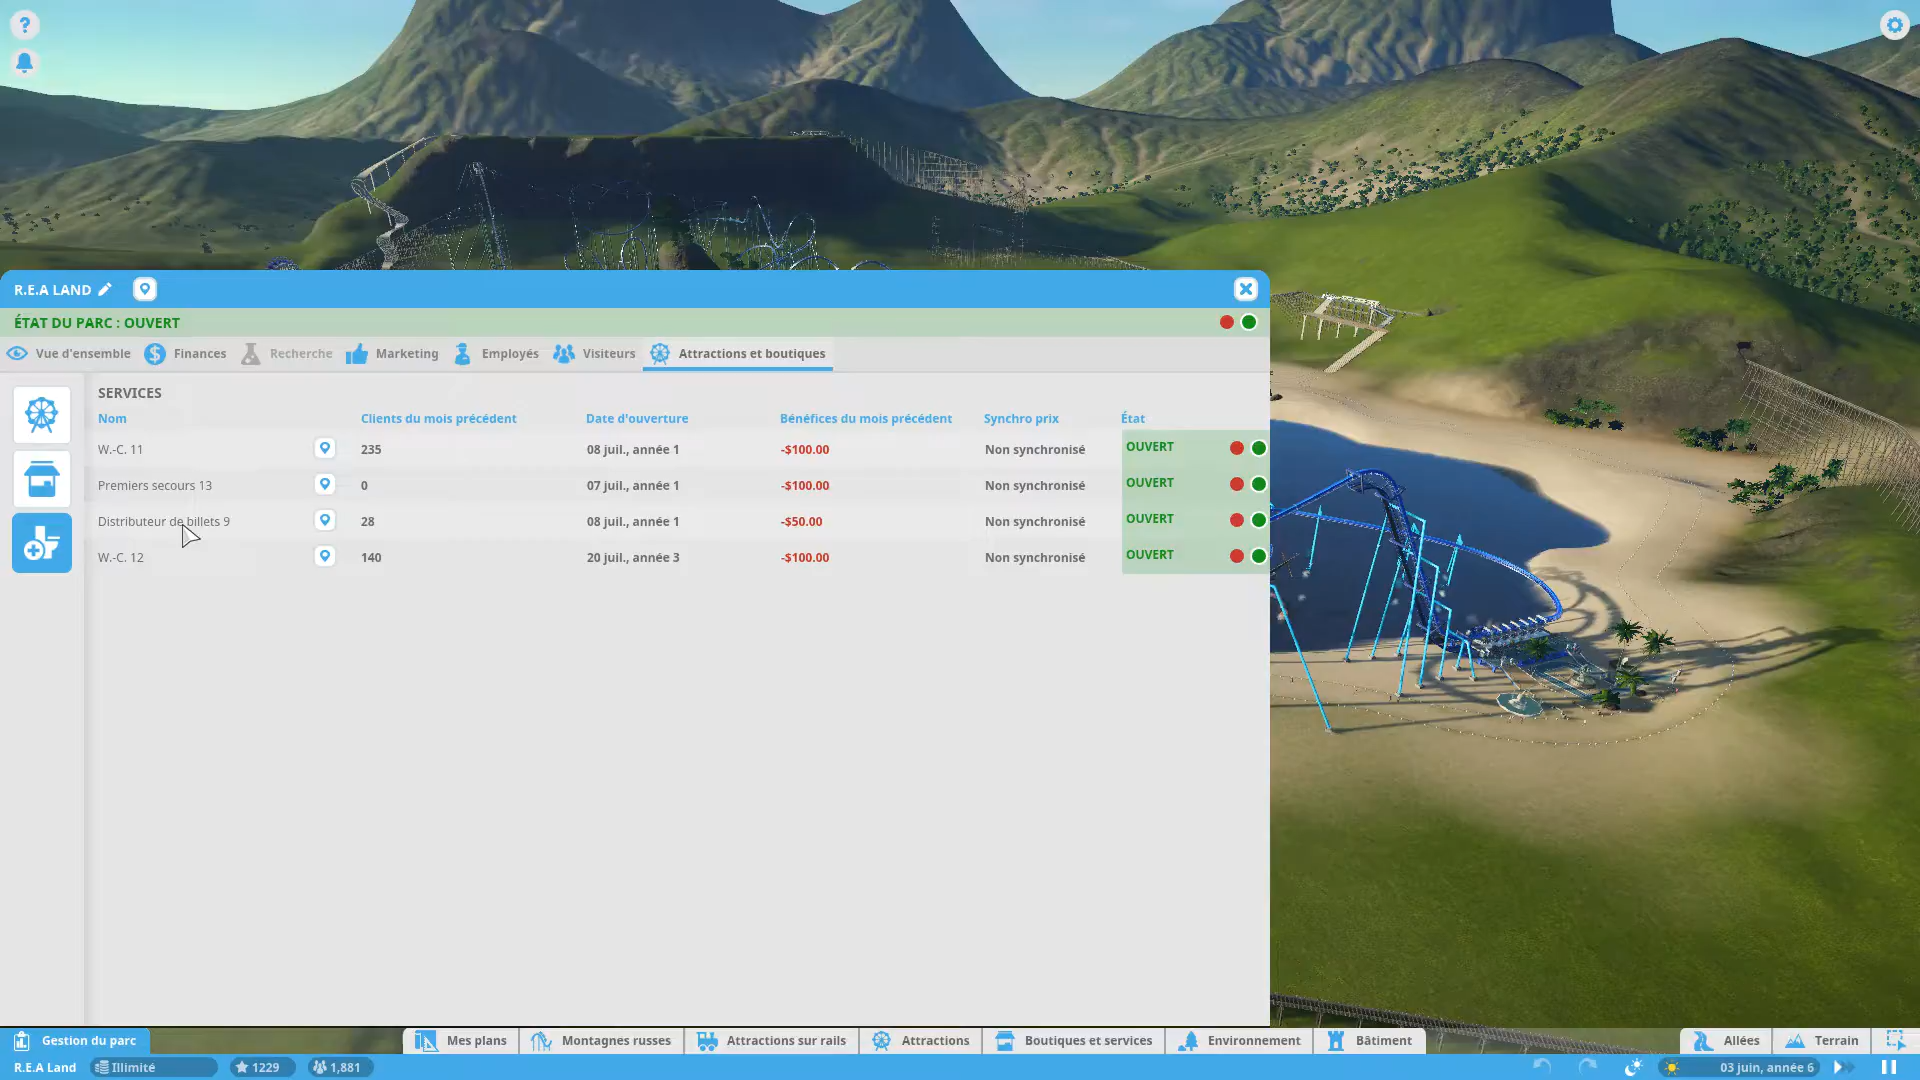 ?
R.E.A LAND
ÉTAT DU PARC : OUVERT
Vue d'ensemble Finances Recherche Marketing Employés Visiteurs Attractions et boutiques
SERVICES
Nom Clients du mois précédent Date d'ouverture Bénéfices du mois précédent Synchro prix État
W.-C. 11 235 08 juil., année 1 -$100.00 Non synchronisé OUVERT
Premiers secours 13 0 07 juil., année 1 -$100.00 Non synchronisé OUVERT
Distributeur de billets 9 28 08 juil., année 1 -$50.00 Non synchronisé OUVERT
W.-C. 12 140 20 juil., année 3 -$100.00 Non synchronisé OUVERT
Gestion du parc Mes plans Montagnes russes Attractions sur rails Attractions Boutiques et services Environnement Bâtiment Allées Terrain
R.E.A Land Illimité 1229 1,881 03 juin, année 6